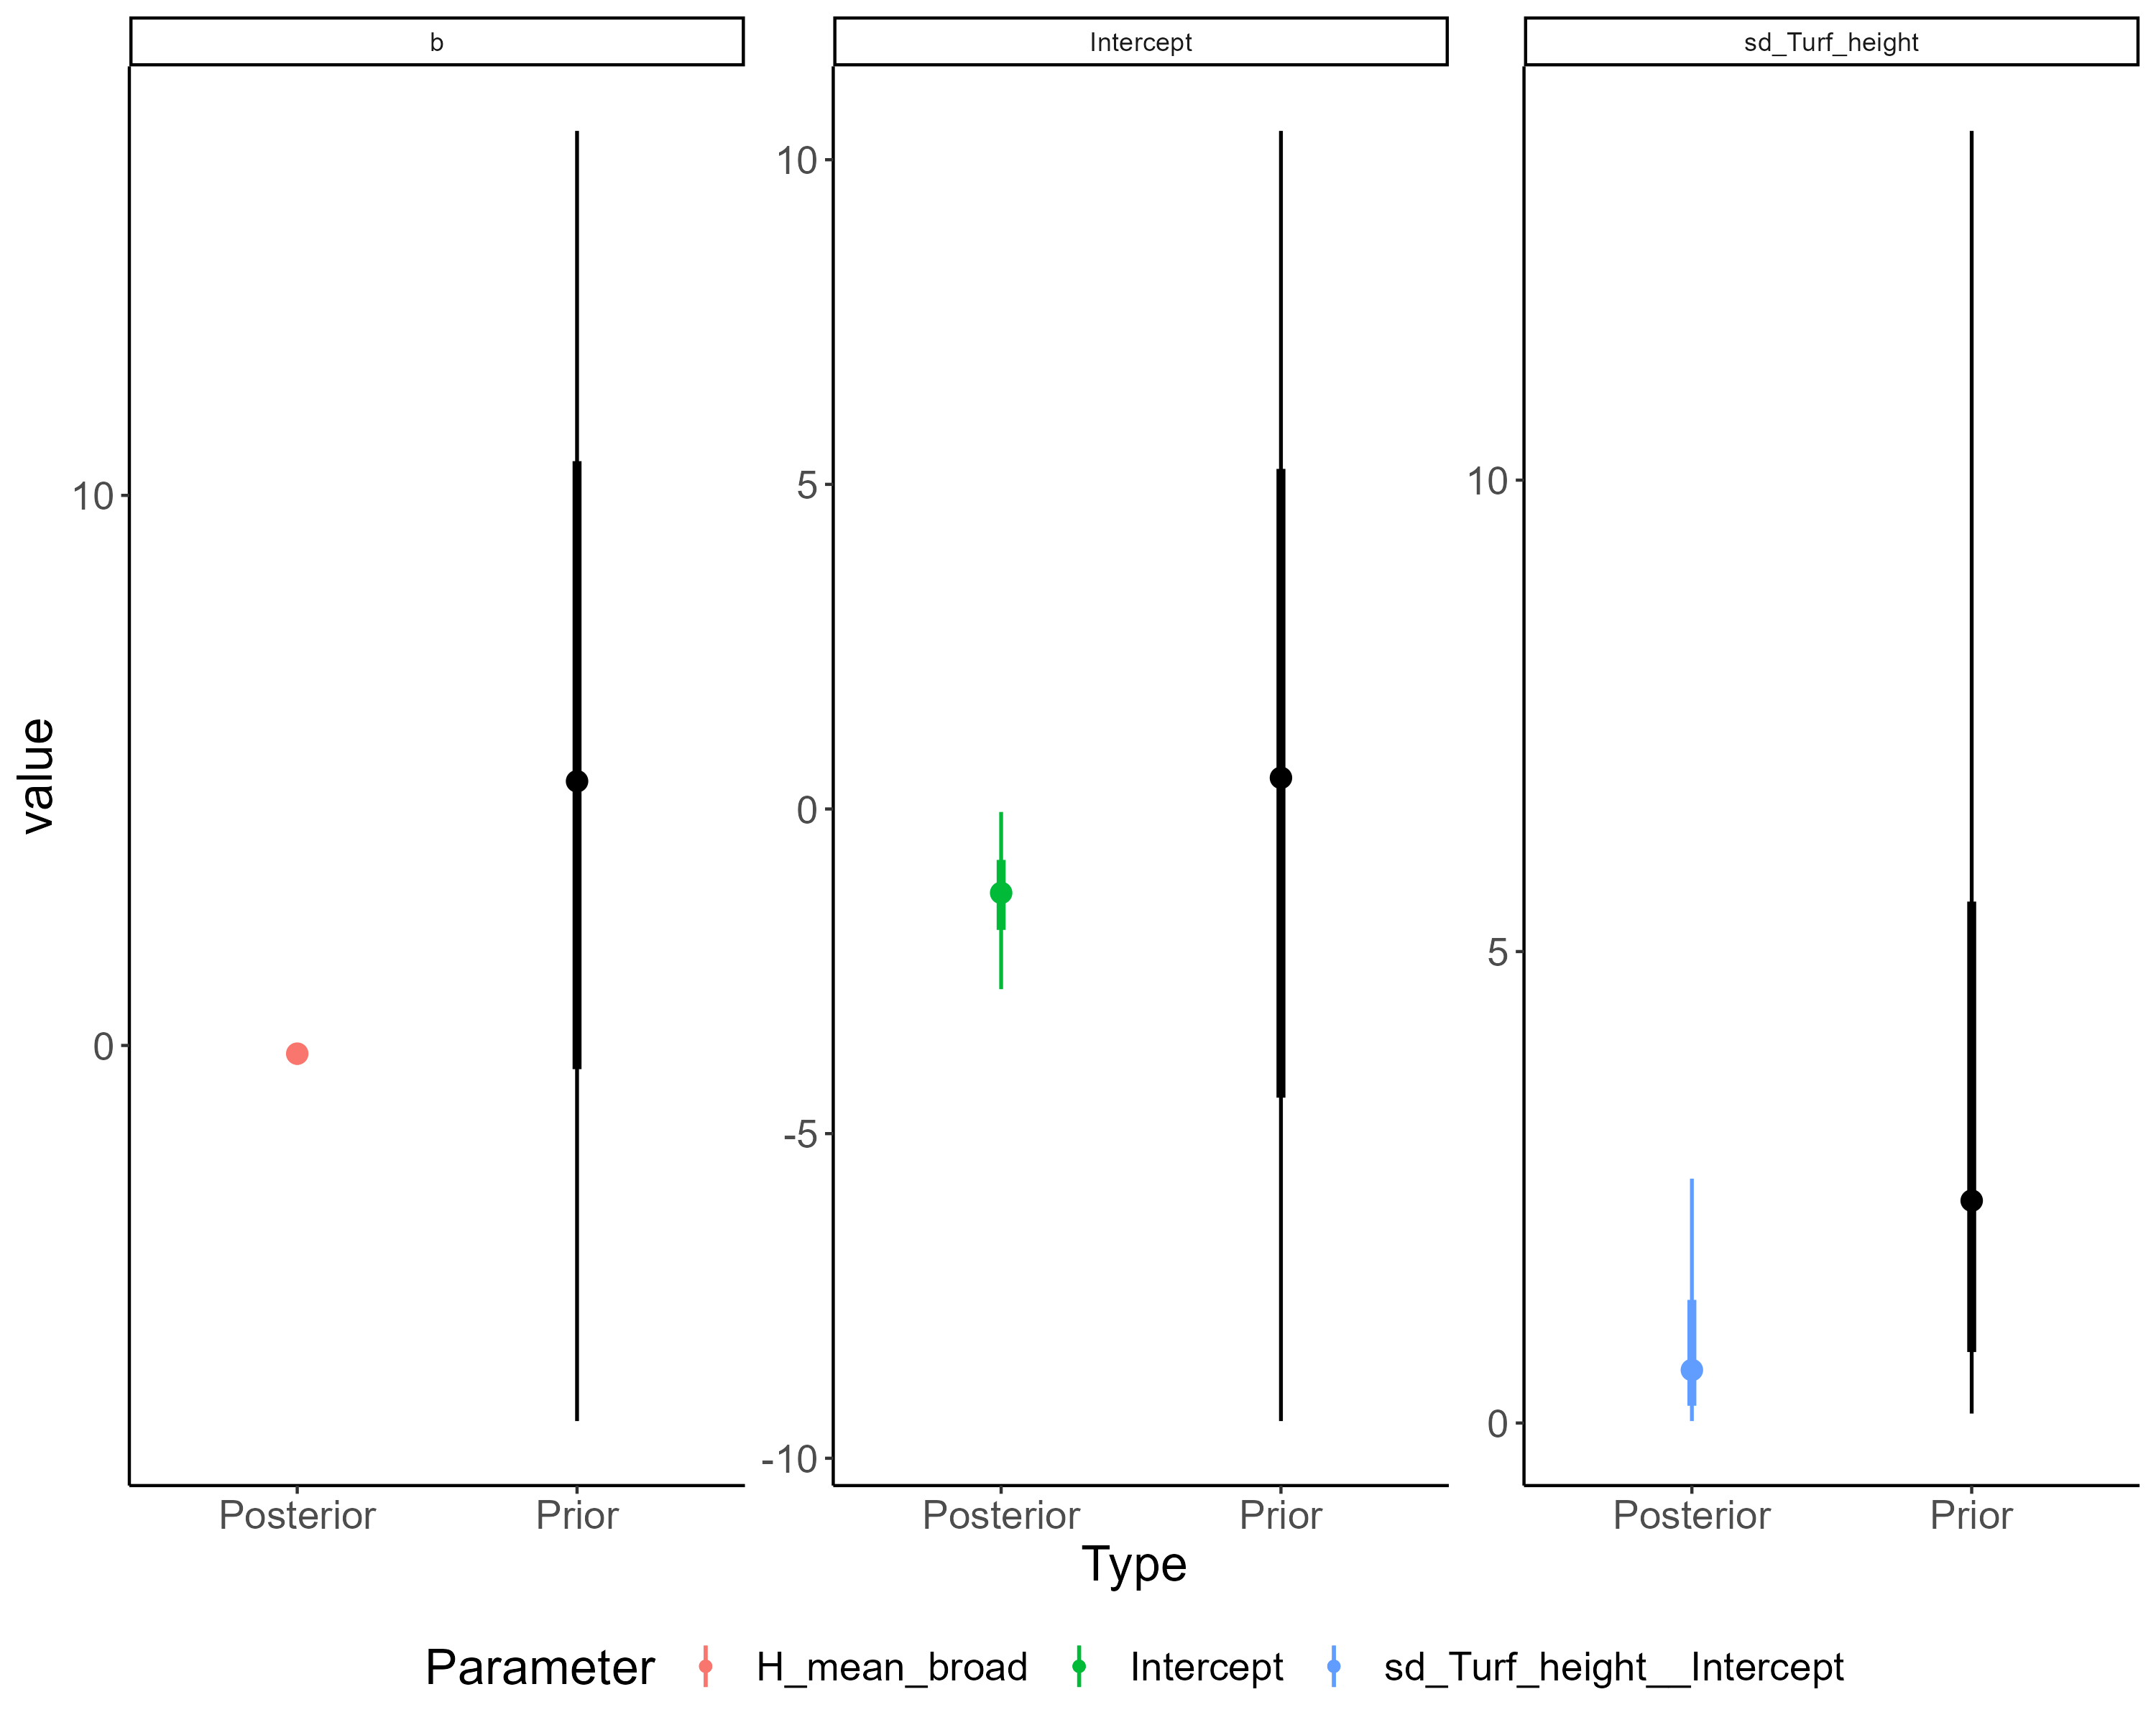 b
Intercept
sd_Turf_height
value
10
0
10
5
0
-5
-10
10
5
0
Posterior
Prior
Posterior
Prior
Posterior
Prior
Type
Parameter H_mean_broad Intercept sd_Turf_height__Intercept